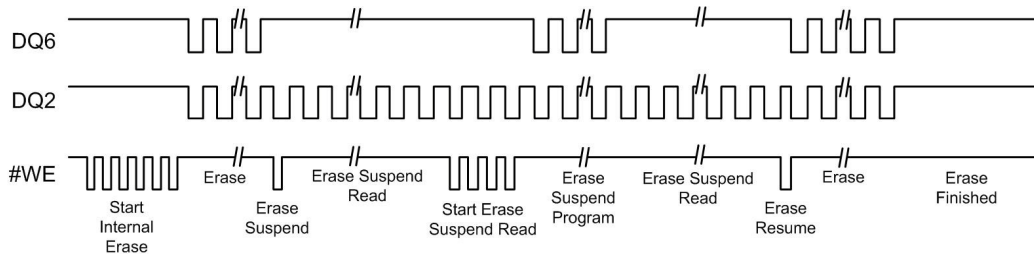 DQ6
DQ2
#WE
Erase
Erase Suspend
Read
Erase
Suspend
Program
Erase Suspend
Read
Erase
Erase
Finished
Start
Internal
Erase
Erase
Suspend
Start Erase
Suspend Read
Erase
Resume